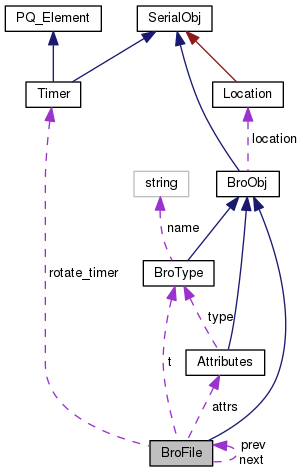 PQ_Element
SerialObj
Timer
Location
location
string
BroObj
name
rotate_timer
BroType
type
t
Attributes
attrs
BroFile
prev
next